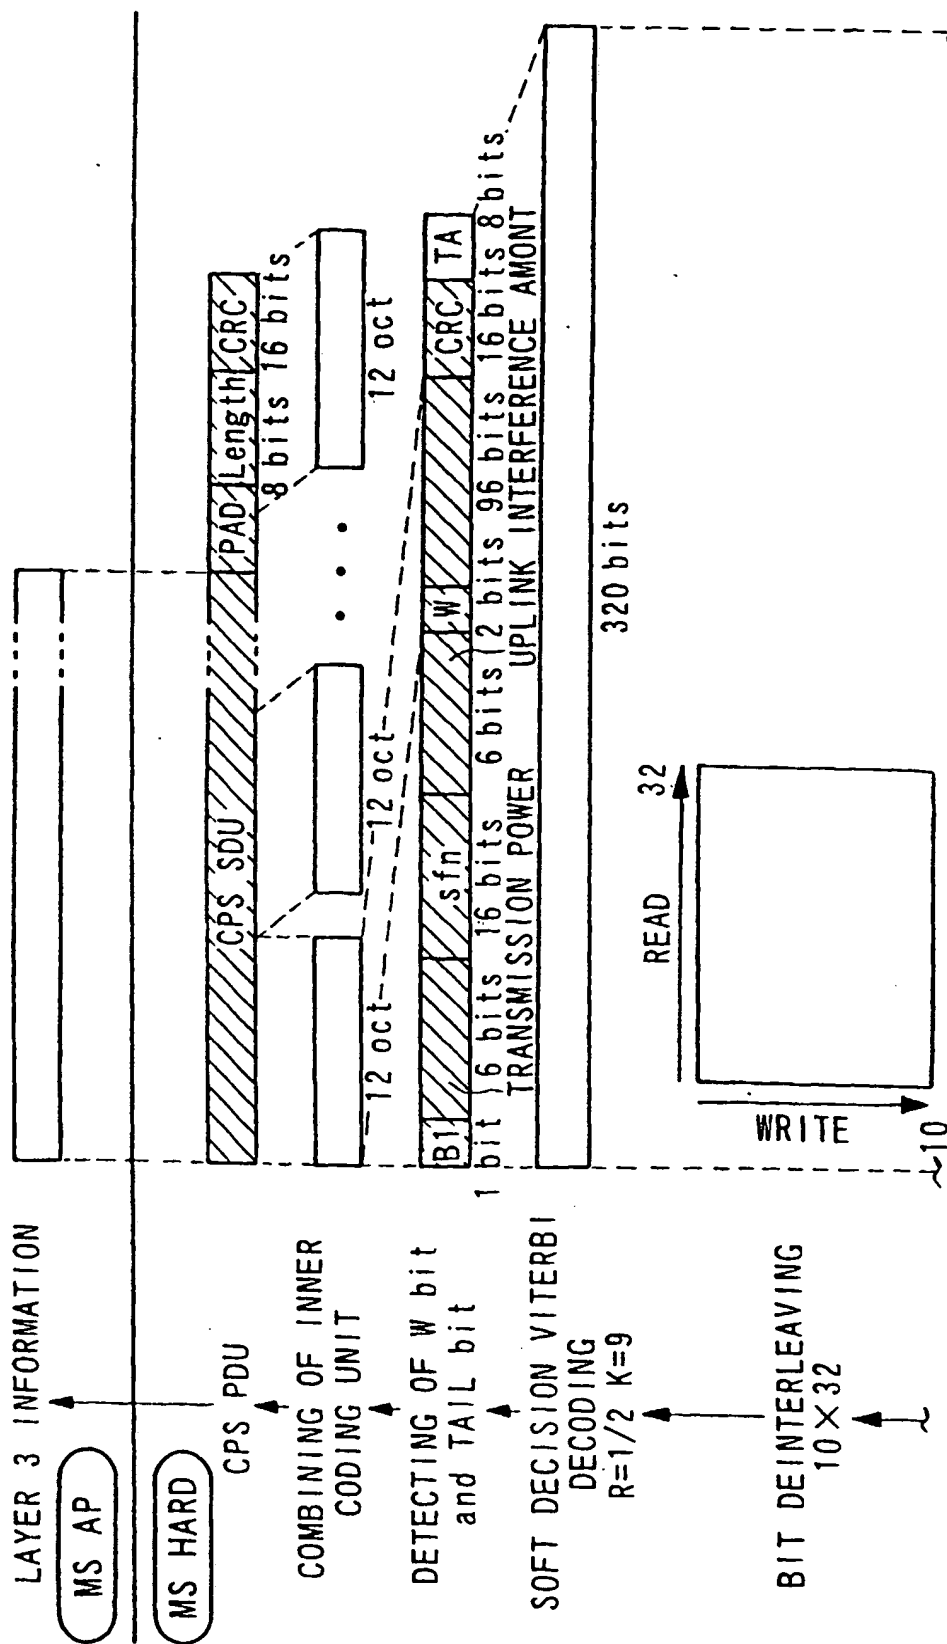 LAYER 3 INFORMATION
MS AP
MS HARD
CPS PDU
CPS SDU
PAD
Length
CRC
8 bits
16 bits
COMBINING OF INNER
CODING UNIT
12 oct
12 oct
12 oct
DETECTING OF W bit
and TAIL bit
B1
sfn
W
CRC
TA
1 bit
16 bits
16 bits
6 bits
2 bits
96 bits
16 bits
8 bits
TRANSMISSION POWER
UPLINK INTERFERENCE AMONT
SOFT DECISION VITERBI
DECODING
R=1/2 K=9
320 bits
BIT DEINTERLEAVING
10×32
READ
32
WRITE
10